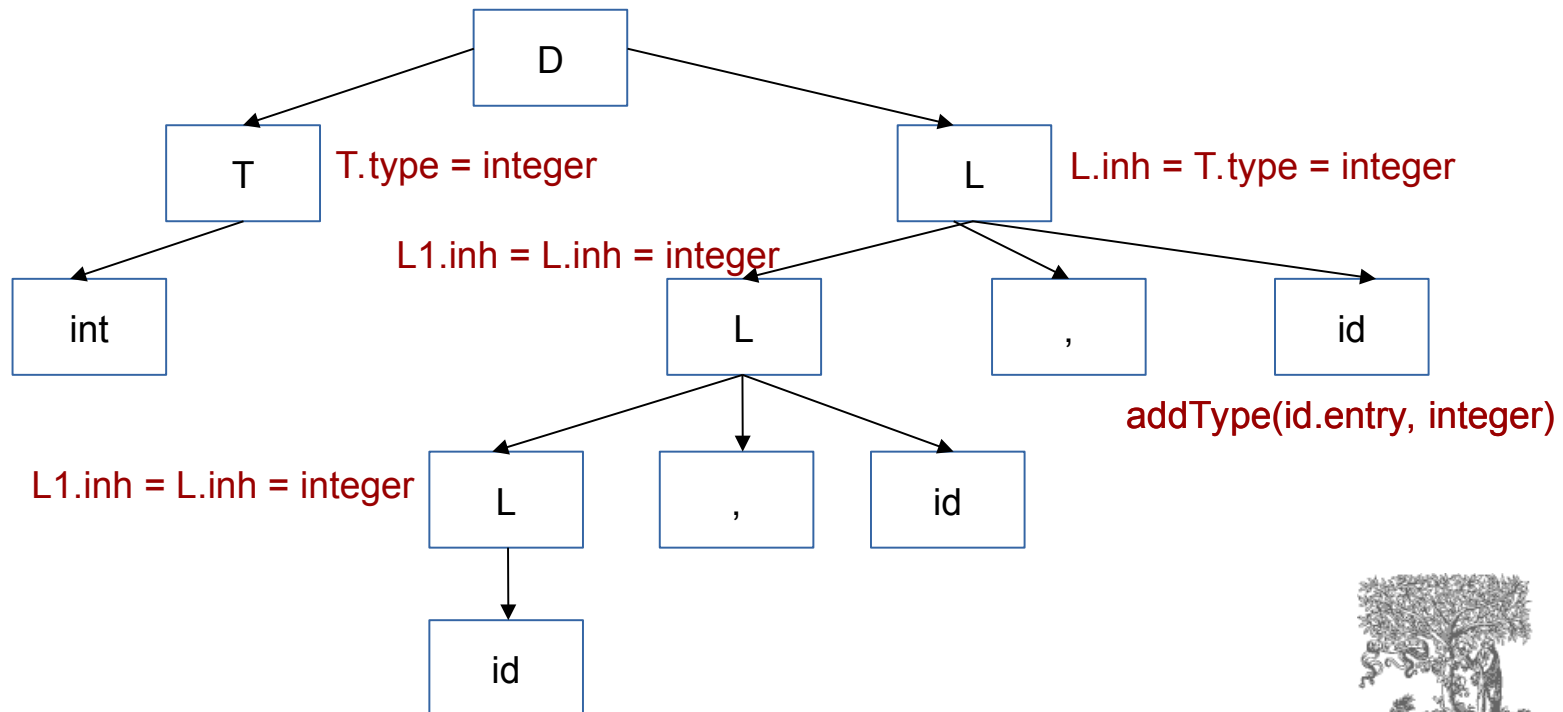 D
T
T.type = integer
L
L.inh = T.type = integer
L1.inh = L.inh = integer
int
L
,
id
addType(id.entry, integer)
L1.inh = L.inh = integer
L
,
id
id